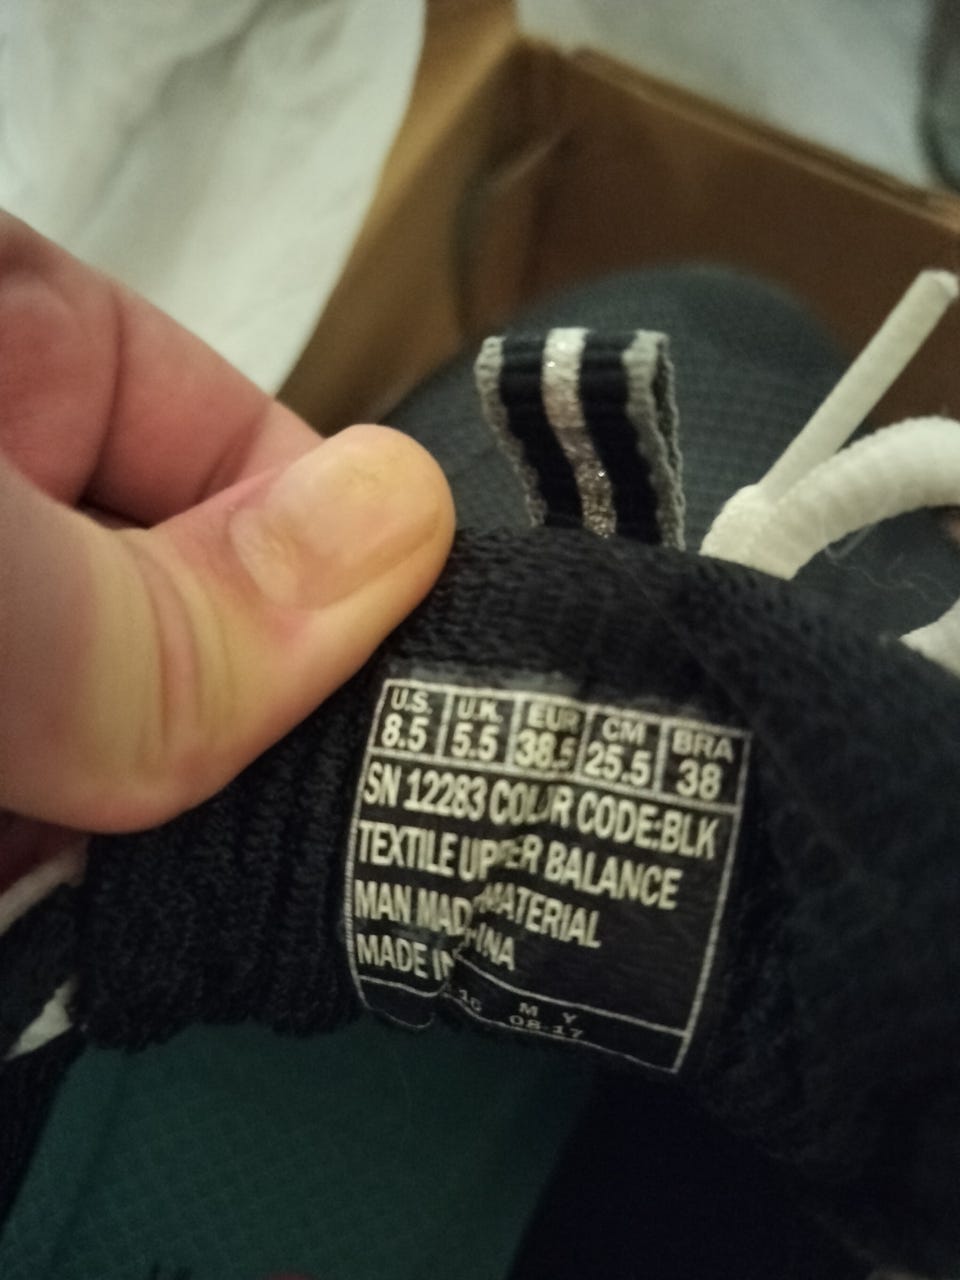 U.S. U.K. EUR CM BRA
8.5 5.5 38.5 25.5 38
SN 12283 COLOR CODE:BLK
TEXTILE UPPER BALANCE
MAN MADE MATERIAL
MADE IN CHINA
M Y
08-17